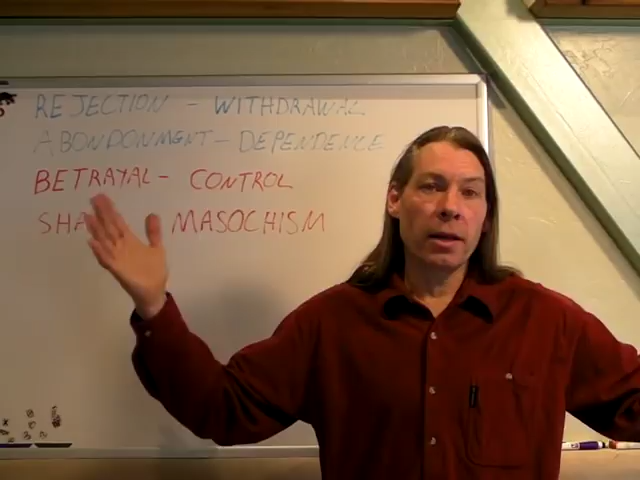 REJECTION - WITHDRAWAL
ABONDONMENT - DEPENDENCE
BETRAYAL - CONTROL
MASOCHISM